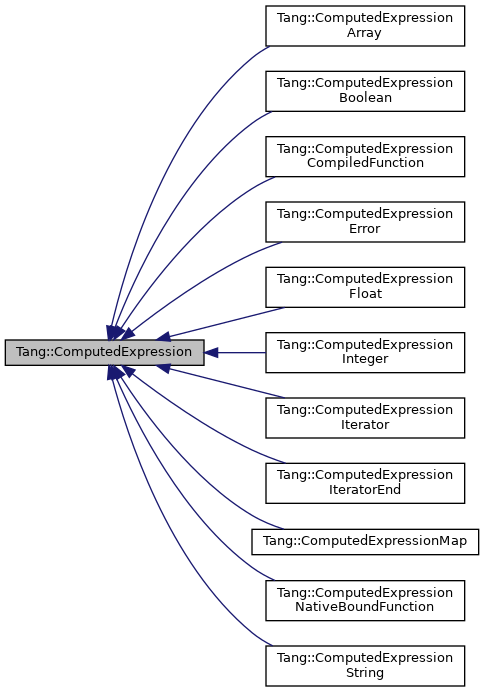 Tang::ComputedExpression
Array
Tang::ComputedExpression
Boolean
Tang::ComputedExpression
CompiledFunction
Tang::ComputedExpression
Error
Tang::ComputedExpression
Float
Tang::ComputedExpression
Tang::ComputedExpression
Integer
Tang::ComputedExpression
Iterator
Tang::ComputedExpression
IteratorEnd
Tang::ComputedExpressionMap
Tang::ComputedExpression
NativeBoundFunction
Tang::ComputedExpression
String